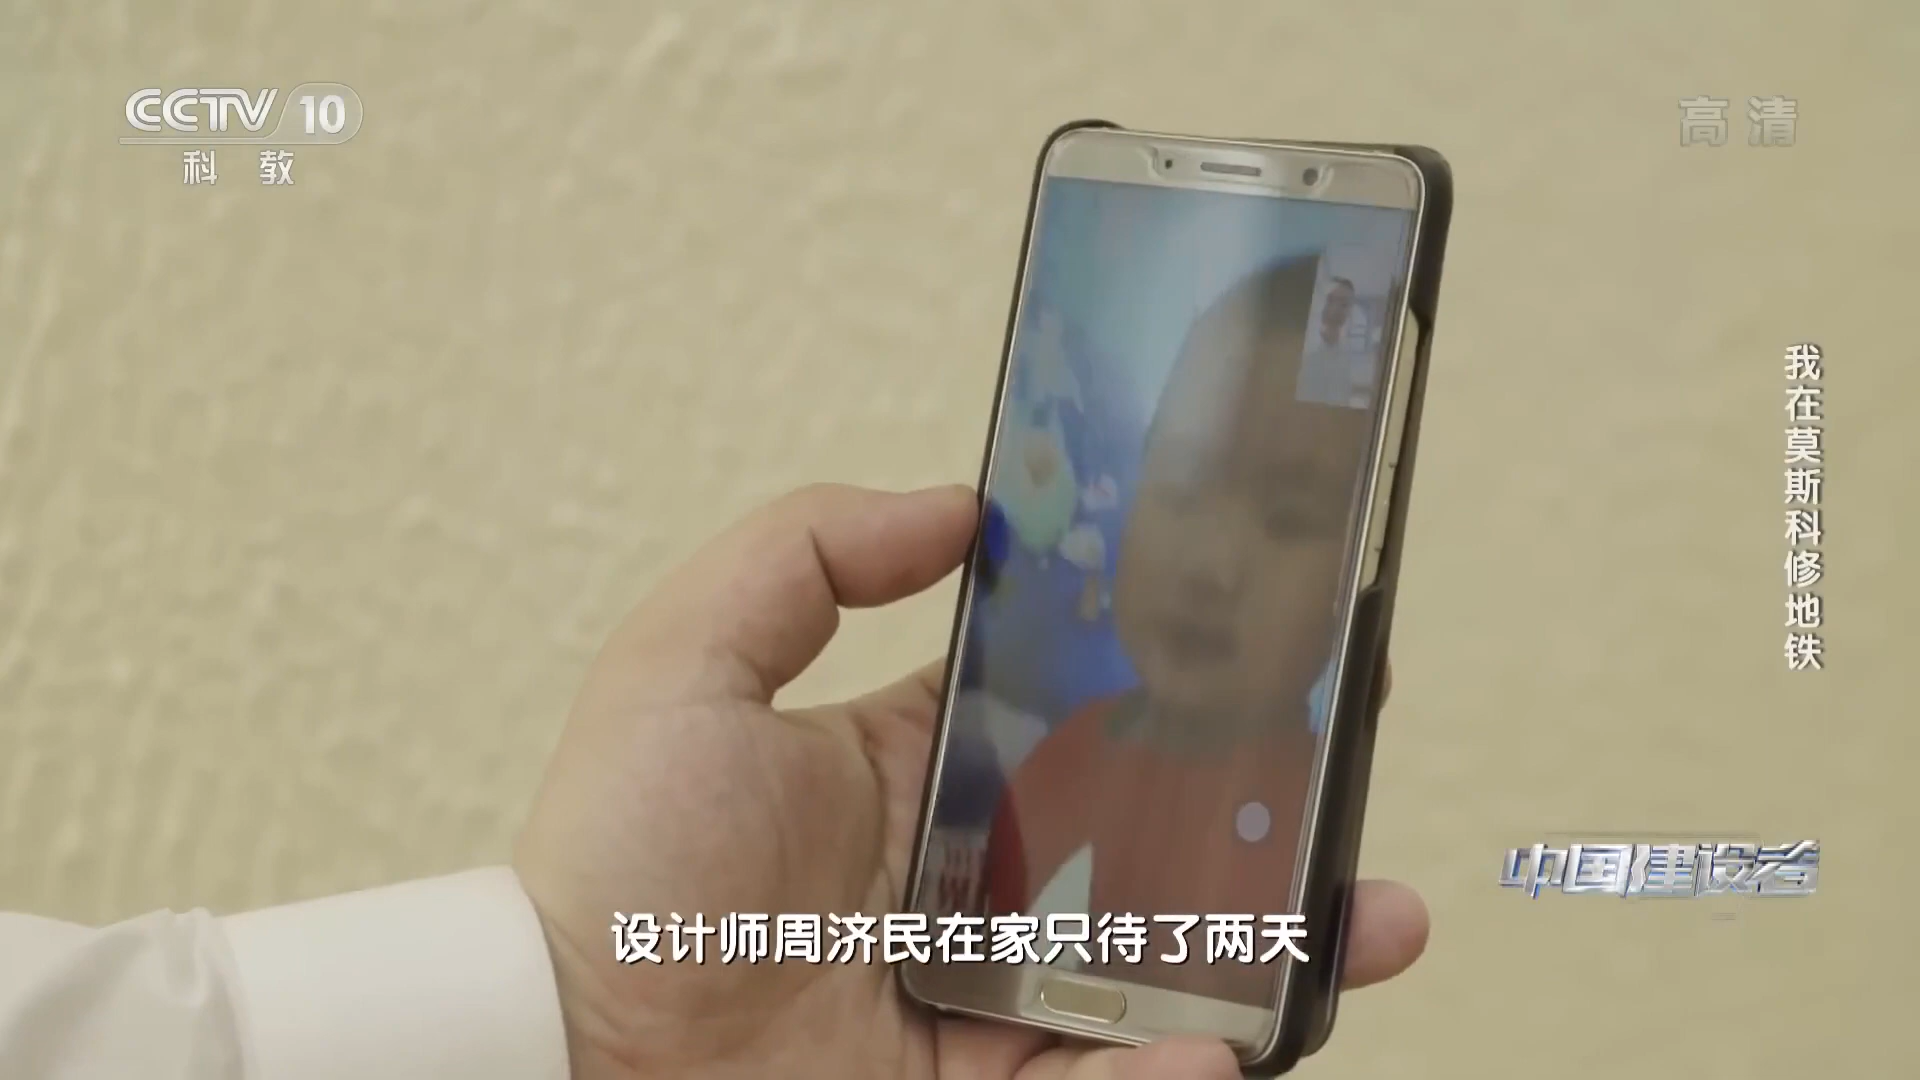 CCTV 10
科 教
高清
我在莫斯科修地铁
中国建设者
设计师周济民在家只待了两天